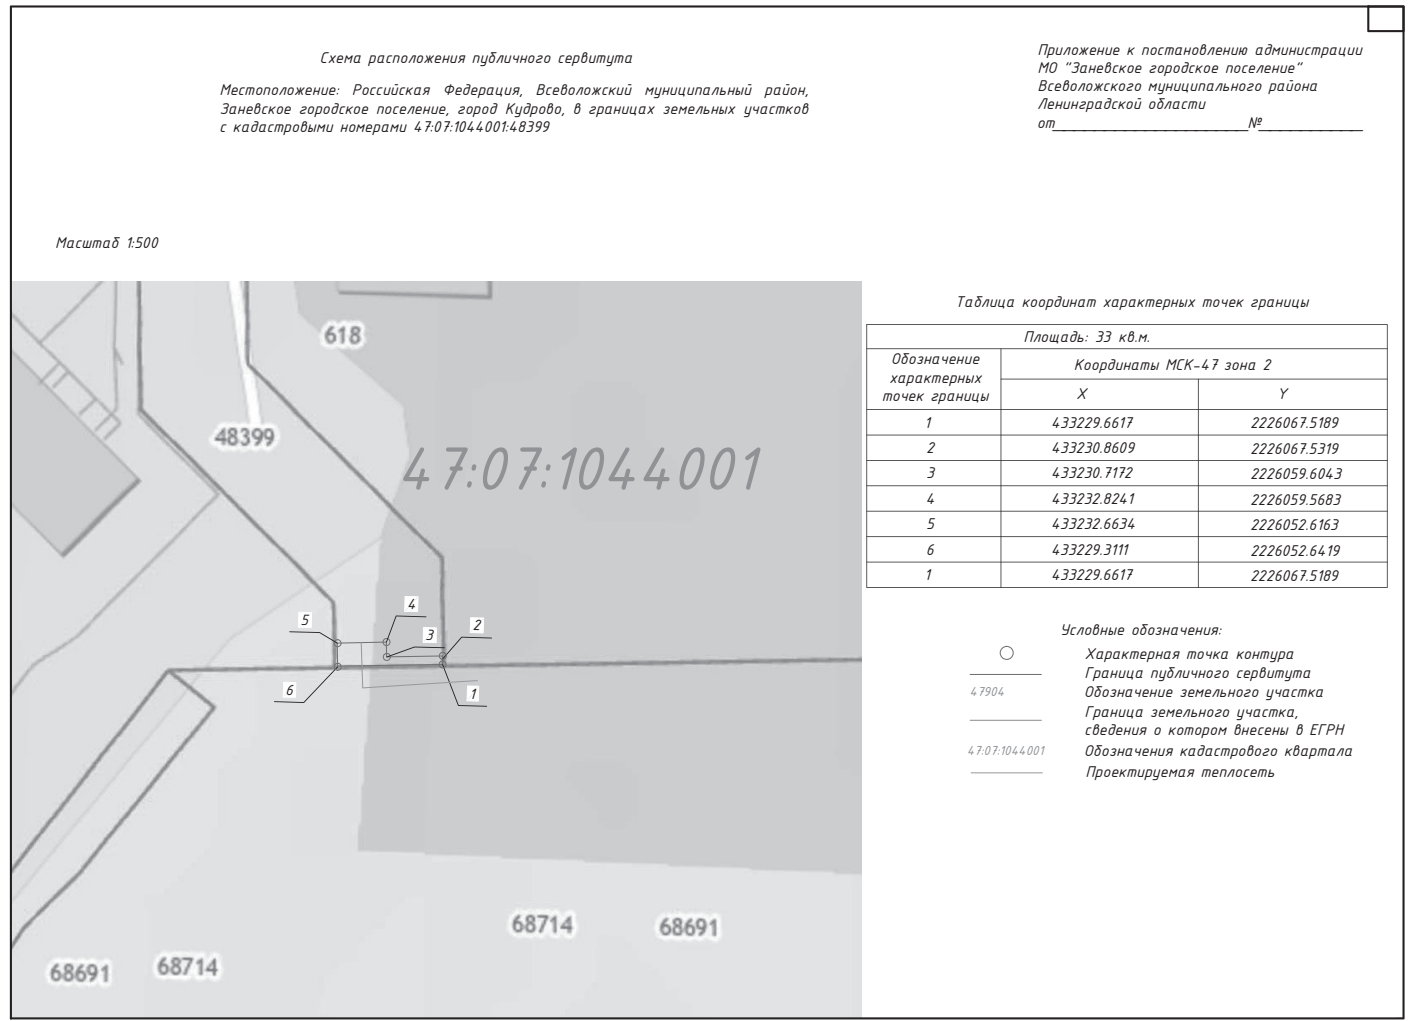 Схема расположения публичного сервитута
Местоположение: Российская Федерация, Всеволожский муниципальный район,
Заневское городское поселение, город Кудрово, в границах земельных участков
с кадастровыми номерами 47:07:1044001:48399
Приложение к постановлению администрации
МО "Заневское городское поселение"
Всеволожского муниципального района
Ленинградской области
от______________________№____________
Масштаб 1:500
618
48399
47:07:1044001
5
4
3
2
6
1
68714
68691
68691
68714
Таблица координат характерных точек границы
Площадь: 33 кв.м.
Обозначение
характерных
точек границы
Координаты МСК-47 зона 2
X Y
1 433229.6617 2226067.5189
2 433230.8609 2226067.5319
3 433230.7172 2226059.6043
4 433232.8241 2226059.5683
5 433232.6634 2226052.6163
6 433229.3111 2226052.6419
1 433229.6617 2226067.5189
Условные обозначения:
Характерная точка контура
Граница публичного сервитута
47904 Обозначение земельного участка
Граница земельного участка,
сведения о котором внесены в ЕГРН
47:07:1044001 Обозначения кадастрового квартала
Проектируемая теплосеть